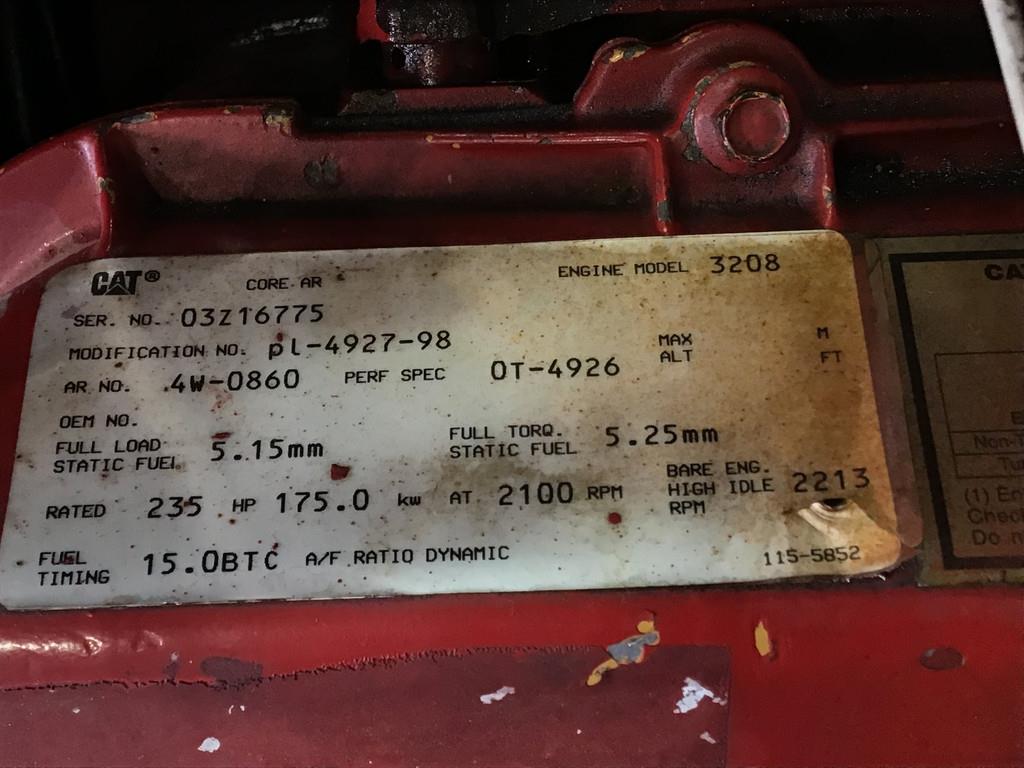 CAT® CORE AR ENGINE MODEL 3208
SER. NO. 03Z16775
MODIFICATION NO. pl-4927-98 MAX ALT M FT
AR NO. 4W-0860 PERF SPEC 0T-4926
OEM NO.
FULL LOAD STATIC FUEL 5.15mm FULL TORQ. STATIC FUEL 5.25mm
RATED 235 HP 175.0 kw AT 2100 RPM BARE ENG. HIGH IDLE RPM 2213
FUEL TIMING 15.0BTC A/F RATIO DYNAMIC 115-5852
(1)
Do